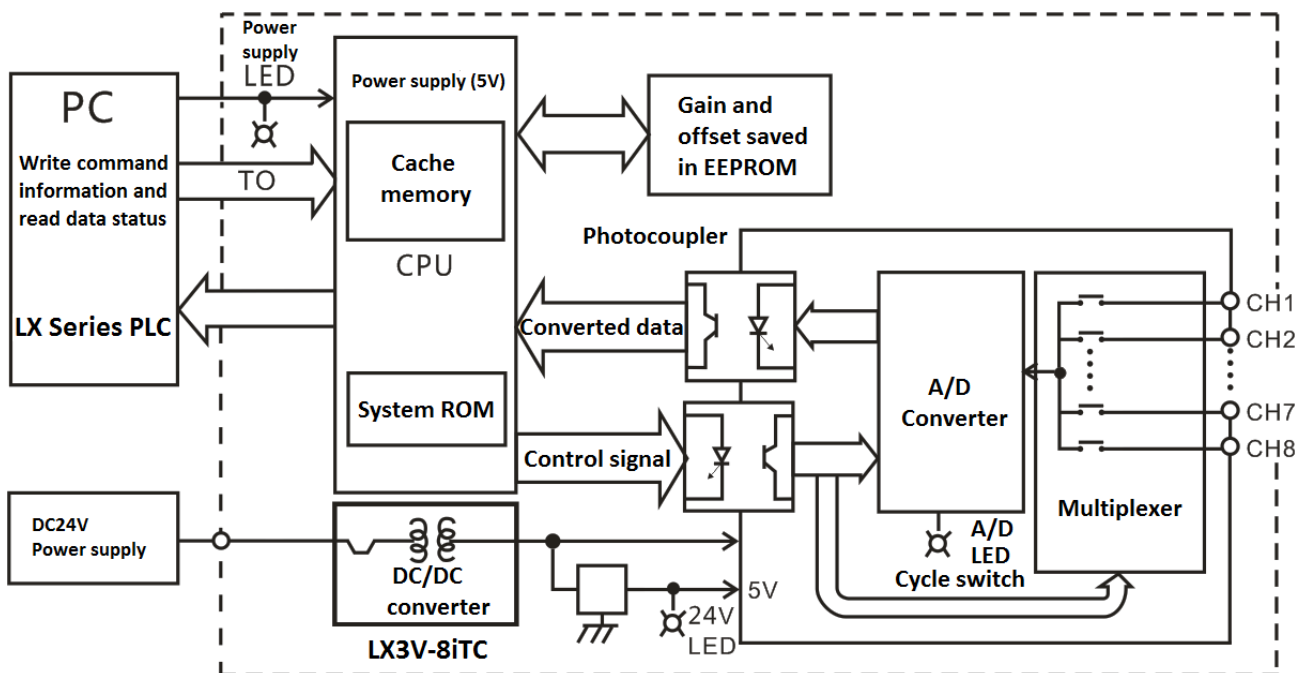 Power
supply
LED
PC
Write command
information and
read data status
LX Series PLC
TO
Power supply (5V)
Cache
memory
CPU
System ROM
Gain and
offset saved
in EEPROM
Photocoupler
Converted data
Control signal
A/D
Converter
Multiplexer
CH1
CH2
CH7
CH8
A/D
LED
Cycle switch
DC24V
Power supply
DC/DC
converter
LX3V-8iTC
5V
24V
LED